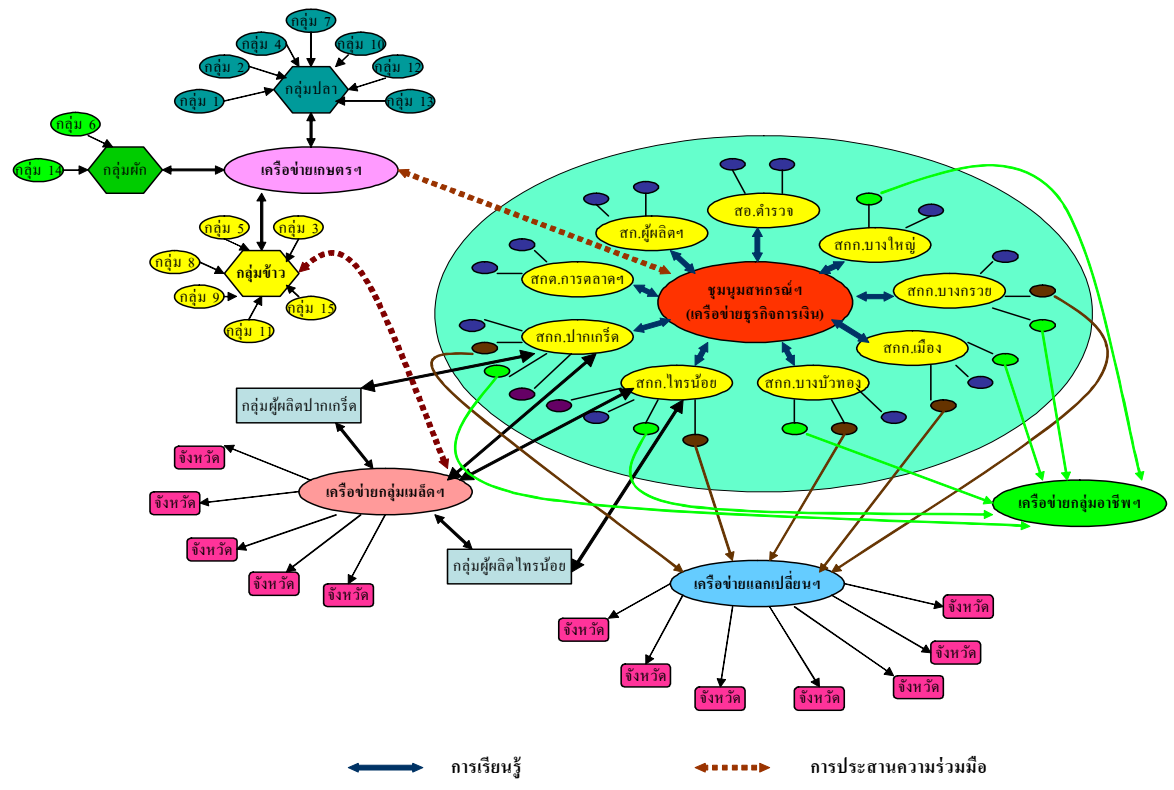 กลุ่ม 7
กลุ่ม 4
กลุ่ม 10
กลุ่ม 2
กลุ่ม 12
กลุ่ม 1
กลุ่มปลา
กลุ่ม 13
กลุ่ม 6
กลุ่ม 14
กลุ่มผัก
เครือข่ายเกษตรฯ
กลุ่ม 5
กลุ่ม 3
กลุ่ม 8
กลุ่มข้าว
กลุ่ม 9
กลุ่ม 15
กลุ่ม 11
สอ.ตำรวจ
สก.ผู้ผลิตฯ
สกก.บางใหญ่
สกต.การตลาดฯ
ชุมนุมสหกรณ์ฯ
(เครือข่ายธุรกิจการเงิน)
สกก.บางกรวย
สกก.ปากเกร็ด
สกก.เมือง
สกก.ไทรน้อย
สกก.บางบัวทอง
กลุ่มผู้ผลิตปากเกร็ด
จังหวัด
เครือข่ายกลุ่มเมล็ดฯ
จังหวัด
เครือข่ายกลุ่มอาชีพฯ
จังหวัด
จังหวัด
จังหวัด
กลุ่มผู้ผลิตไทรน้อย
เครือข่ายแลกเปลี่ยนฯ
จังหวัด
จังหวัด
จังหวัด
จังหวัด
จังหวัด
จังหวัด
จังหวัด
การเรียนรู้
การประสานความร่วมมือ